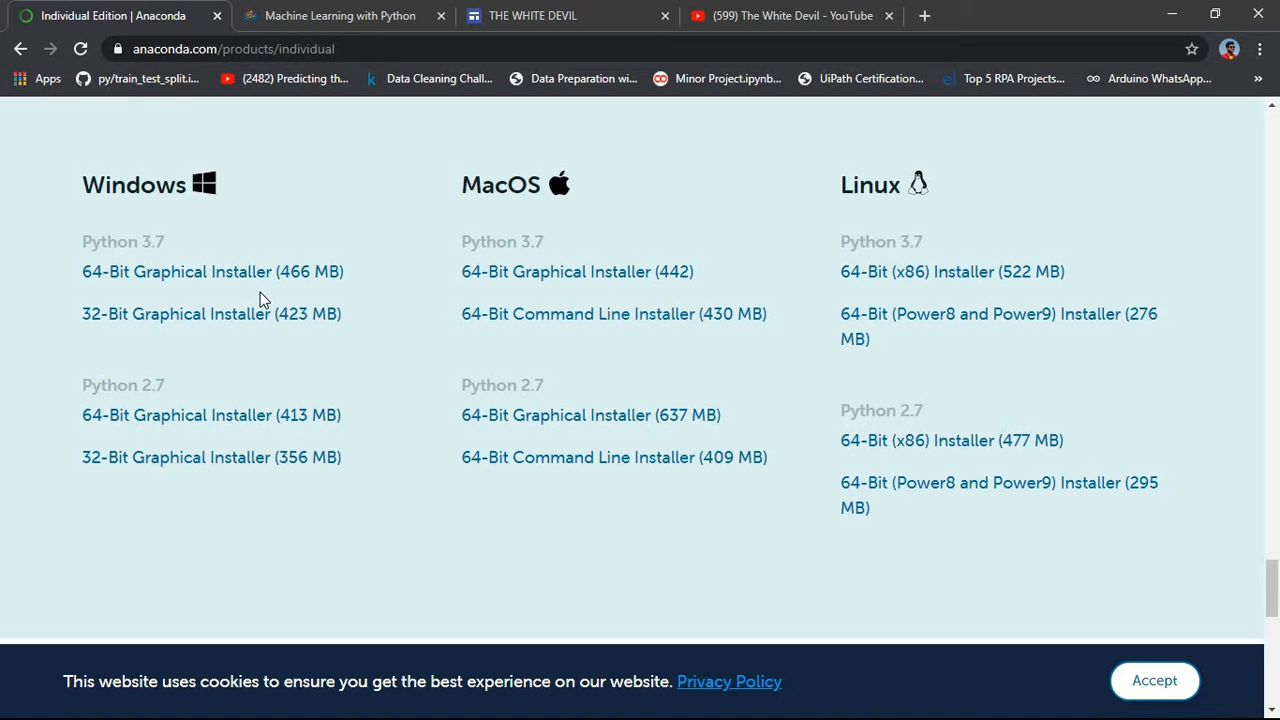 Individual Edition | Anaconda
Machine Learning with Python
THE WHITE DEVIL
(599) The White Devil - YouTube
anaconda.com/products/individual
Apps
py/train_test_split.i...
(2482) Predicting th...
Data Cleaning Chall...
Data Preparation wi...
Minor Project.ipynb...
UiPath Certification...
Top 5 RPA Projects...
Arduino WhatsApp...
Windows
MacOS
Linux
Python 3.7
64-Bit Graphical Installer (466 MB)
32-Bit Graphical Installer (423 MB)
Python 2.7
64-Bit Graphical Installer (413 MB)
32-Bit Graphical Installer (356 MB)
Python 3.7
64-Bit Graphical Installer (442)
64-Bit Command Line Installer (430 MB)
Python 2.7
64-Bit Graphical Installer (637 MB)
64-Bit Command Line Installer (409 MB)
Python 3.7
64-Bit (x86) Installer (522 MB)
64-Bit (Power8 and Power9) Installer (276
MB)
Python 2.7
64-Bit (x86) Installer (477 MB)
64-Bit (Power8 and Power9) Installer (295
MB)
This website uses cookies to ensure you get the best experience on our website. Privacy Policy
Accept